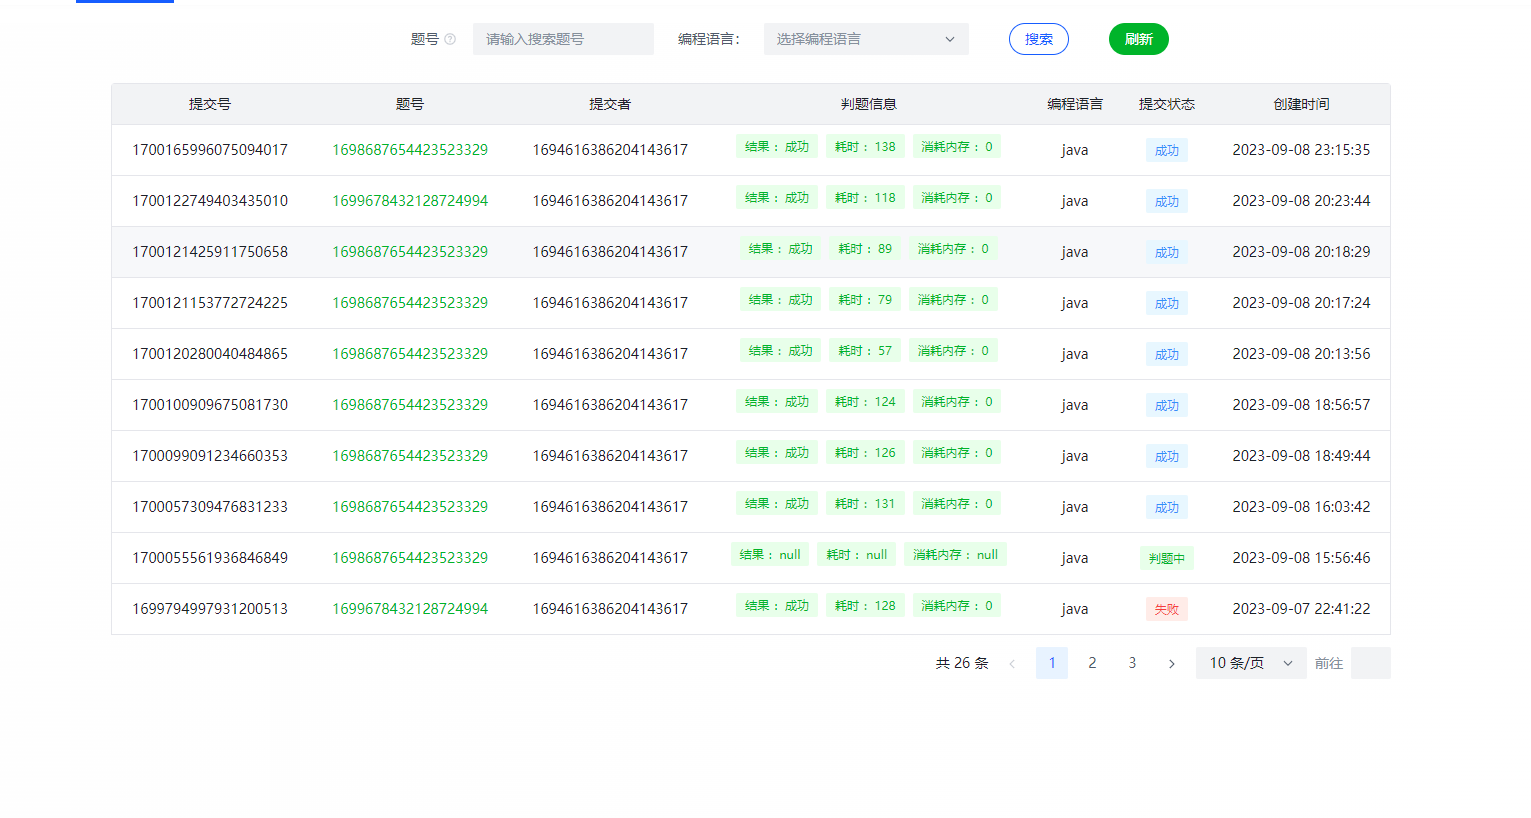 题号 请输入搜索题号 编程语言： 选择编程语言 搜索 刷新
提交号 题号 提交者 判题信息 编程语言 提交状态 创建时间
1700165996075094017 1698687654423523329 1694616386204143617 结果： 成功 耗时： 138 消耗内存： 0 java 成功 2023-09-08 23:15:35
1700122749403435010 1699678432128724994 1694616386204143617 结果： 成功 耗时： 118 消耗内存： 0 java 成功 2023-09-08 20:23:44
1700121425911750658 1698687654423523329 1694616386204143617 结果： 成功 耗时： 89 消耗内存： 0 java 成功 2023-09-08 20:18:29
1700121153772724225 1698687654423523329 1694616386204143617 结果： 成功 耗时： 79 消耗内存： 0 java 成功 2023-09-08 20:17:24
1700120280040484865 1698687654423523329 1694616386204143617 结果： 成功 耗时： 57 消耗内存： 0 java 成功 2023-09-08 20:13:56
1700100909675081730 1698687654423523329 1694616386204143617 结果： 成功 耗时： 124 消耗内存： 0 java 成功 2023-09-08 18:56:57
1700099091234660353 1698687654423523329 1694616386204143617 结果： 成功 耗时： 126 消耗内存： 0 java 成功 2023-09-08 18:49:44
1700057309476831233 1698687654423523329 1694616386204143617 结果： 成功 耗时： 131 消耗内存： 0 java 成功 2023-09-08 16:03:42
1700055561936846849 1698687654423523329 1694616386204143617 结果： null 耗时： null 消耗内存： null java 判题中 2023-09-08 15:56:46
1699794997931200513 1699678432128724994 1694616386204143617 结果： 成功 耗时： 128 消耗内存： 0 java 失败 2023-09-07 22:41:22
共 26 条 1 2 3 10 条/页 前往